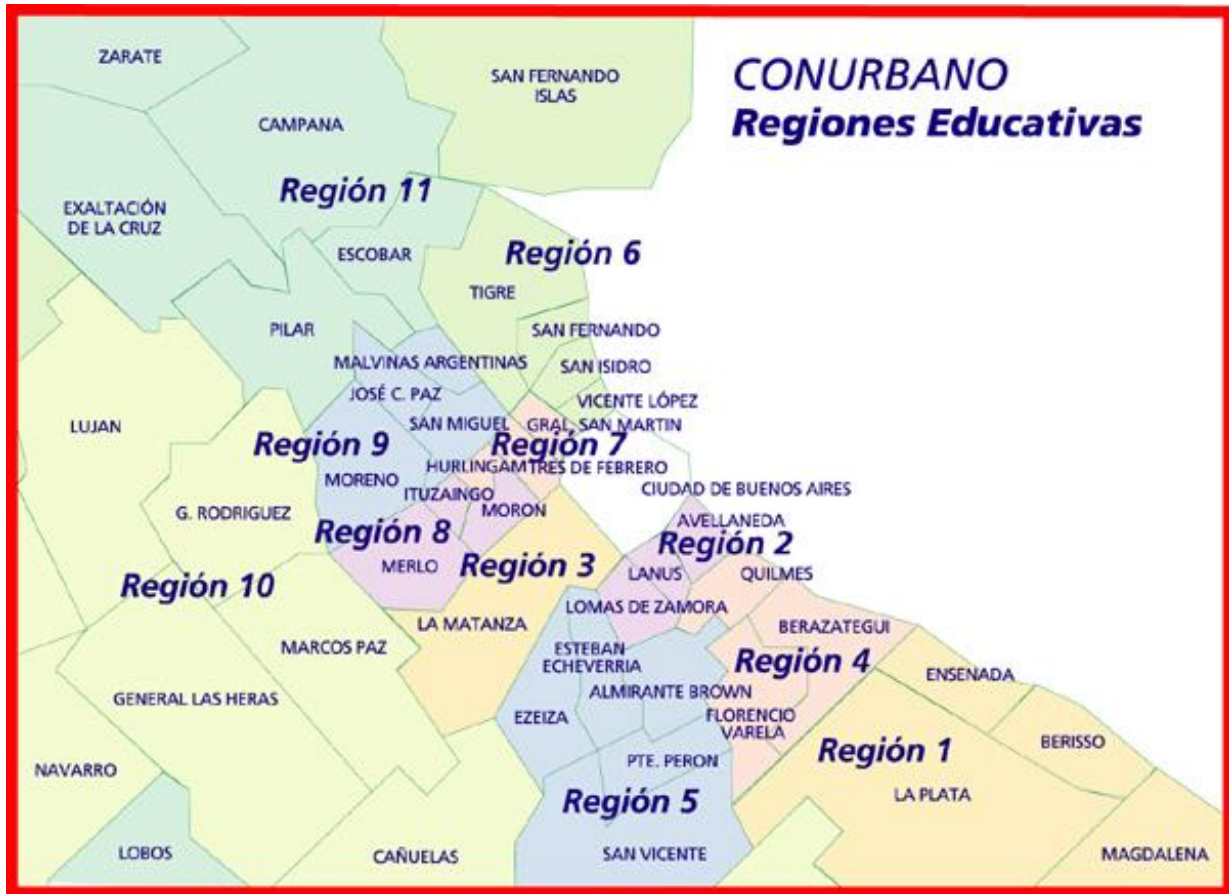 CONURBANO
Regiones Educativas
ZARATE
SAN FERNANDO
ISLAS
CAMPANA
Región 11
EXALTACIÓN
DE LA CRUZ
ESCOBAR
Región 6
TIGRE
PILAR
SAN FERNANDO
MALVINAS ARGENTINAS
SAN ISIDRO
JOSÉ C. PAZ
VICENTE LÓPEZ
LUJAN
SAN MIGUEL
GRAL. SAN MARTIN
Región 9
Región 7
HURLINGAM
TRES DE FEBRERO
MORENO
CIUDAD DE BUENOS AIRES
ITUZAINGO
G. RODRIGUEZ
MORON
AVELLANEDA
Región 8
Región 2
MERLO
Región 3
LANUS
QUILMES
Región 10
LOMAS DE ZAMORA
LA MATANZA
BERAZATEGUI
MARCOS PAZ
ESTEBAN
ECHEVERRIA
Región 4
ENSENADA
ALMIRANTE BROWN
GENERAL LAS HERAS
EZEIZA
FLORENCIO
VARELA
BERISSO
Región 1
PTE. PERON
NAVARRO
LA PLATA
Región 5
LOBOS
CAÑUELAS
SAN VICENTE
MAGDALENA